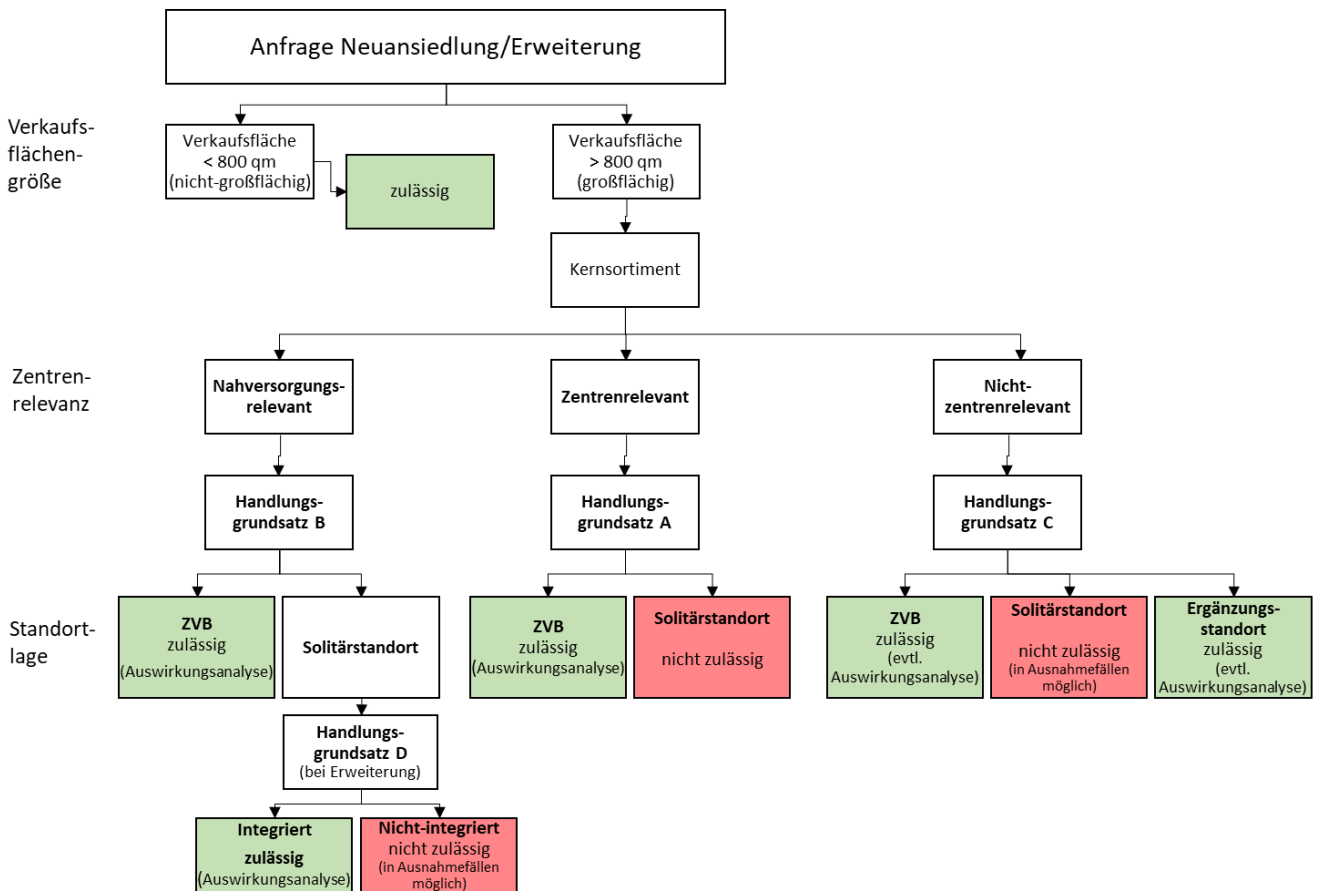 Anfrage Neuansiedlung/Erweiterung
Verkaufs-
flächen-
größe
Verkaufsfläche
< 800 qm
(nicht-großflächig)
zulässig
Verkaufsfläche
> 800 qm
(großflächig)
Kernsortiment
Zentren-
relevanz
Nahversorgungs-
relevant
Zentrenrelevant
Nicht-
zentrenrelevant
Handlungs-
grundsatz B
Handlungs-
grundsatz A
Handlungs-
grundsatz C
Standort-
lage
ZVB
zulässig
(Auswirkungsanalyse)
Solitärstandort
ZVB
zulässig
(Auswirkungsanalyse)
Solitärstandort
nicht zulässig
ZVB
zulässig
(evtl.
Auswirkungsanalyse)
Solitärstandort
nicht zulässig
(in Ausnahmefällen
möglich)
Ergänzungs-
standort
zulässig
(evtl.
Auswirkungsanalyse)
Handlungs-
grundsatz D
(bei Erweiterung)
Integriert
zulässig
(Auswirkungsanalyse)
Nicht-integriert
nicht zulässig
(in Ausnahmefällen
möglich)